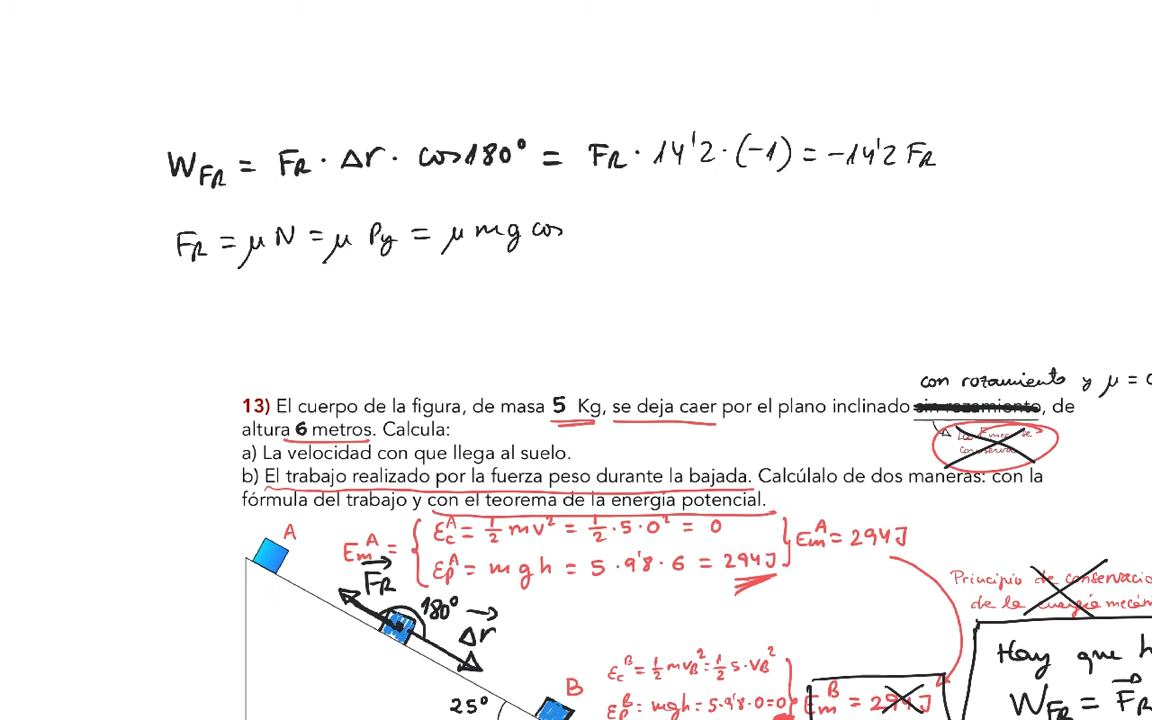 W_FR = FR · Δr · cos180° = FR · 14'2 · (-1) = -14'2 FR
FR = μN = μ Py = μ mg cos
con rozamiento y μ = 0
13) El cuerpo de la figura, de masa 5 Kg, se deja caer por el plano inclinado sin rozamiento, de
altura 6 metros. Calcula:
a) La velocidad con que llega al suelo.
b) El trabajo realizado por la fuerza peso durante la bajada. Calcúlalo de dos maneras: con la
fórmula del trabajo y con el teorema de la energía potencial.
A
Em^A =
Ec^A = 1/2 mv² = 1/2 · 5 · 0² = 0
Ep^A = m g h = 5 · 9'8 · 6 = 294J
Em^A = 294J
Principio de conservació
de la energía mecán
FR
180°
Δr
Hay que h
W_FR = FR
Ec^B = 1/2 mVB² = 1/2 5 · VB²
Ep^B = mgh = 5·9'8·0=0
Em^B = 294J
B
25°